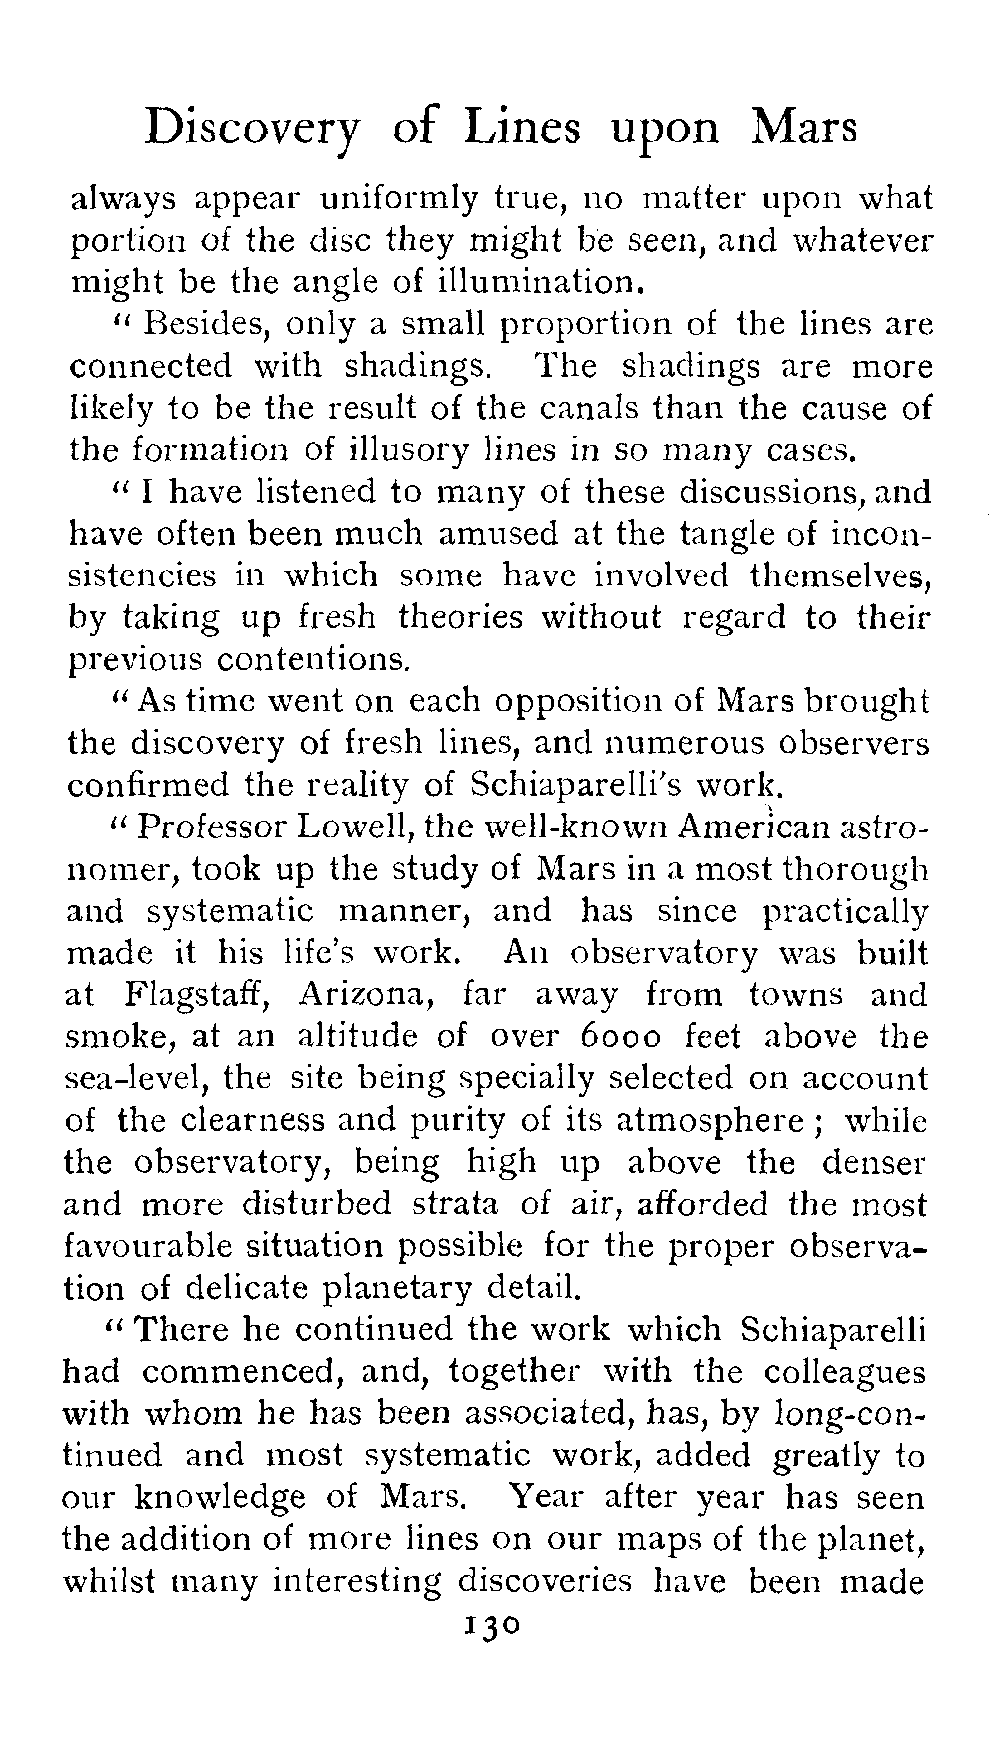 Discovery of Lines upon Mars
always appear uniformly true, no matter upon what
portion of the disc they might be seen, and whatever
might be the angle of illumination.
" Besides, only a small proportion of the lines are
connected with shadings. The shadings are more
likely to be the result of the canals than the cause of
the formation of illusory lines in so many cases.
" I have listened to many of these discussions, and
have often been much amused at the tangle of incon-
sistencies in which some have involved themselves,
by taking up fresh theories without regard to their
previous contentions.
" As time went on each opposition of Mars brought
the discovery of fresh lines, and numerous observers
confirmed the reality of Schiaparelli's work.
" Professor Lowell, the well-known American astro-
nomer, took up the study of Mars in a most thorough
and systematic manner, and has since practically
made it his life's work. An observatory was built
at Flagstaff, Arizona, far away from towns and
smoke, at an altitude of over 6000 feet above the
sea-level, the site being specially selected on account
of the clearness and purity of its atmosphere ; while
the observatory, being high up above the denser
and more disturbed strata of air, afforded the most
favourable situation possible for the proper observa-
tion of delicate planetary detail.
" There he continued the work which Schiaparelli
had commenced, and, together with the colleagues
with whom he has been associated, has, by long-con-
tinued and most systematic work, added greatly to
our knowledge of Mars. Year after year has seen
the addition of more lines on our maps of the planet,
whilst many interesting discoveries have been made
130